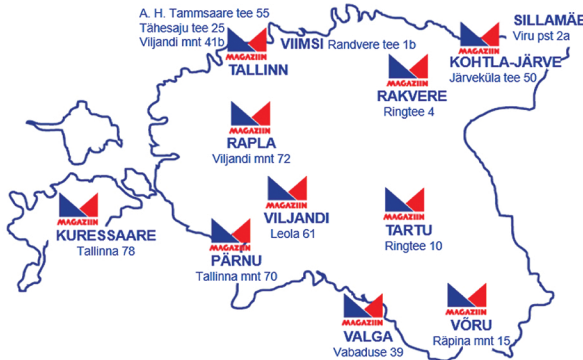 A. H. Tammsaare tee 55
Tähesaju tee 25
Viljandi mnt 41b
MAGAZIIN
TALLINN
VIIMSI Randvere tee 1b
SILLAMÄE
Viru pst 2a
MAGAZIIN
KOHTLA-JÄRVE
Järveküla tee 50
MAGAZIIN
RAKVERE
Ringtee 4
MAGAZIIN
RAPLA
Viljandi mnt 72
MAGAZIIN
KURESSAARE
Tallinna 78
MAGAZIIN
VILJANDI
Leola 61
MAGAZIIN
TARTU
Ringtee 10
MAGAZIIN
PÄRNU
Tallinna mnt 70
MAGAZIIN
VALGA
Vabaduse 39
MAGAZIIN
VÕRU
Räpina mnt 15